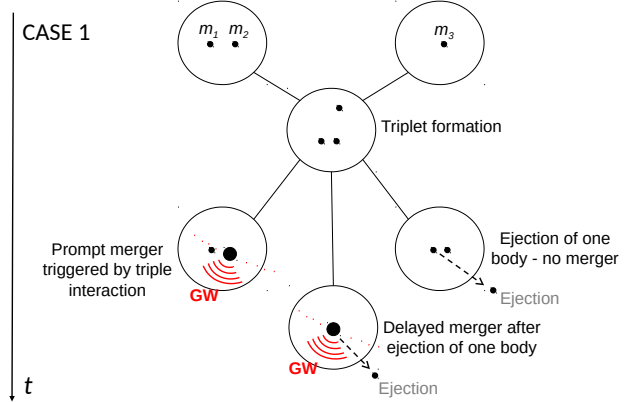 CASE 1
m1 m2
m3
Triplet formation
Prompt merger
triggered by triple
interaction
GW
Ejection of one
body - no merger
Ejection
Delayed merger after
ejection of one body
GW
Ejection
t